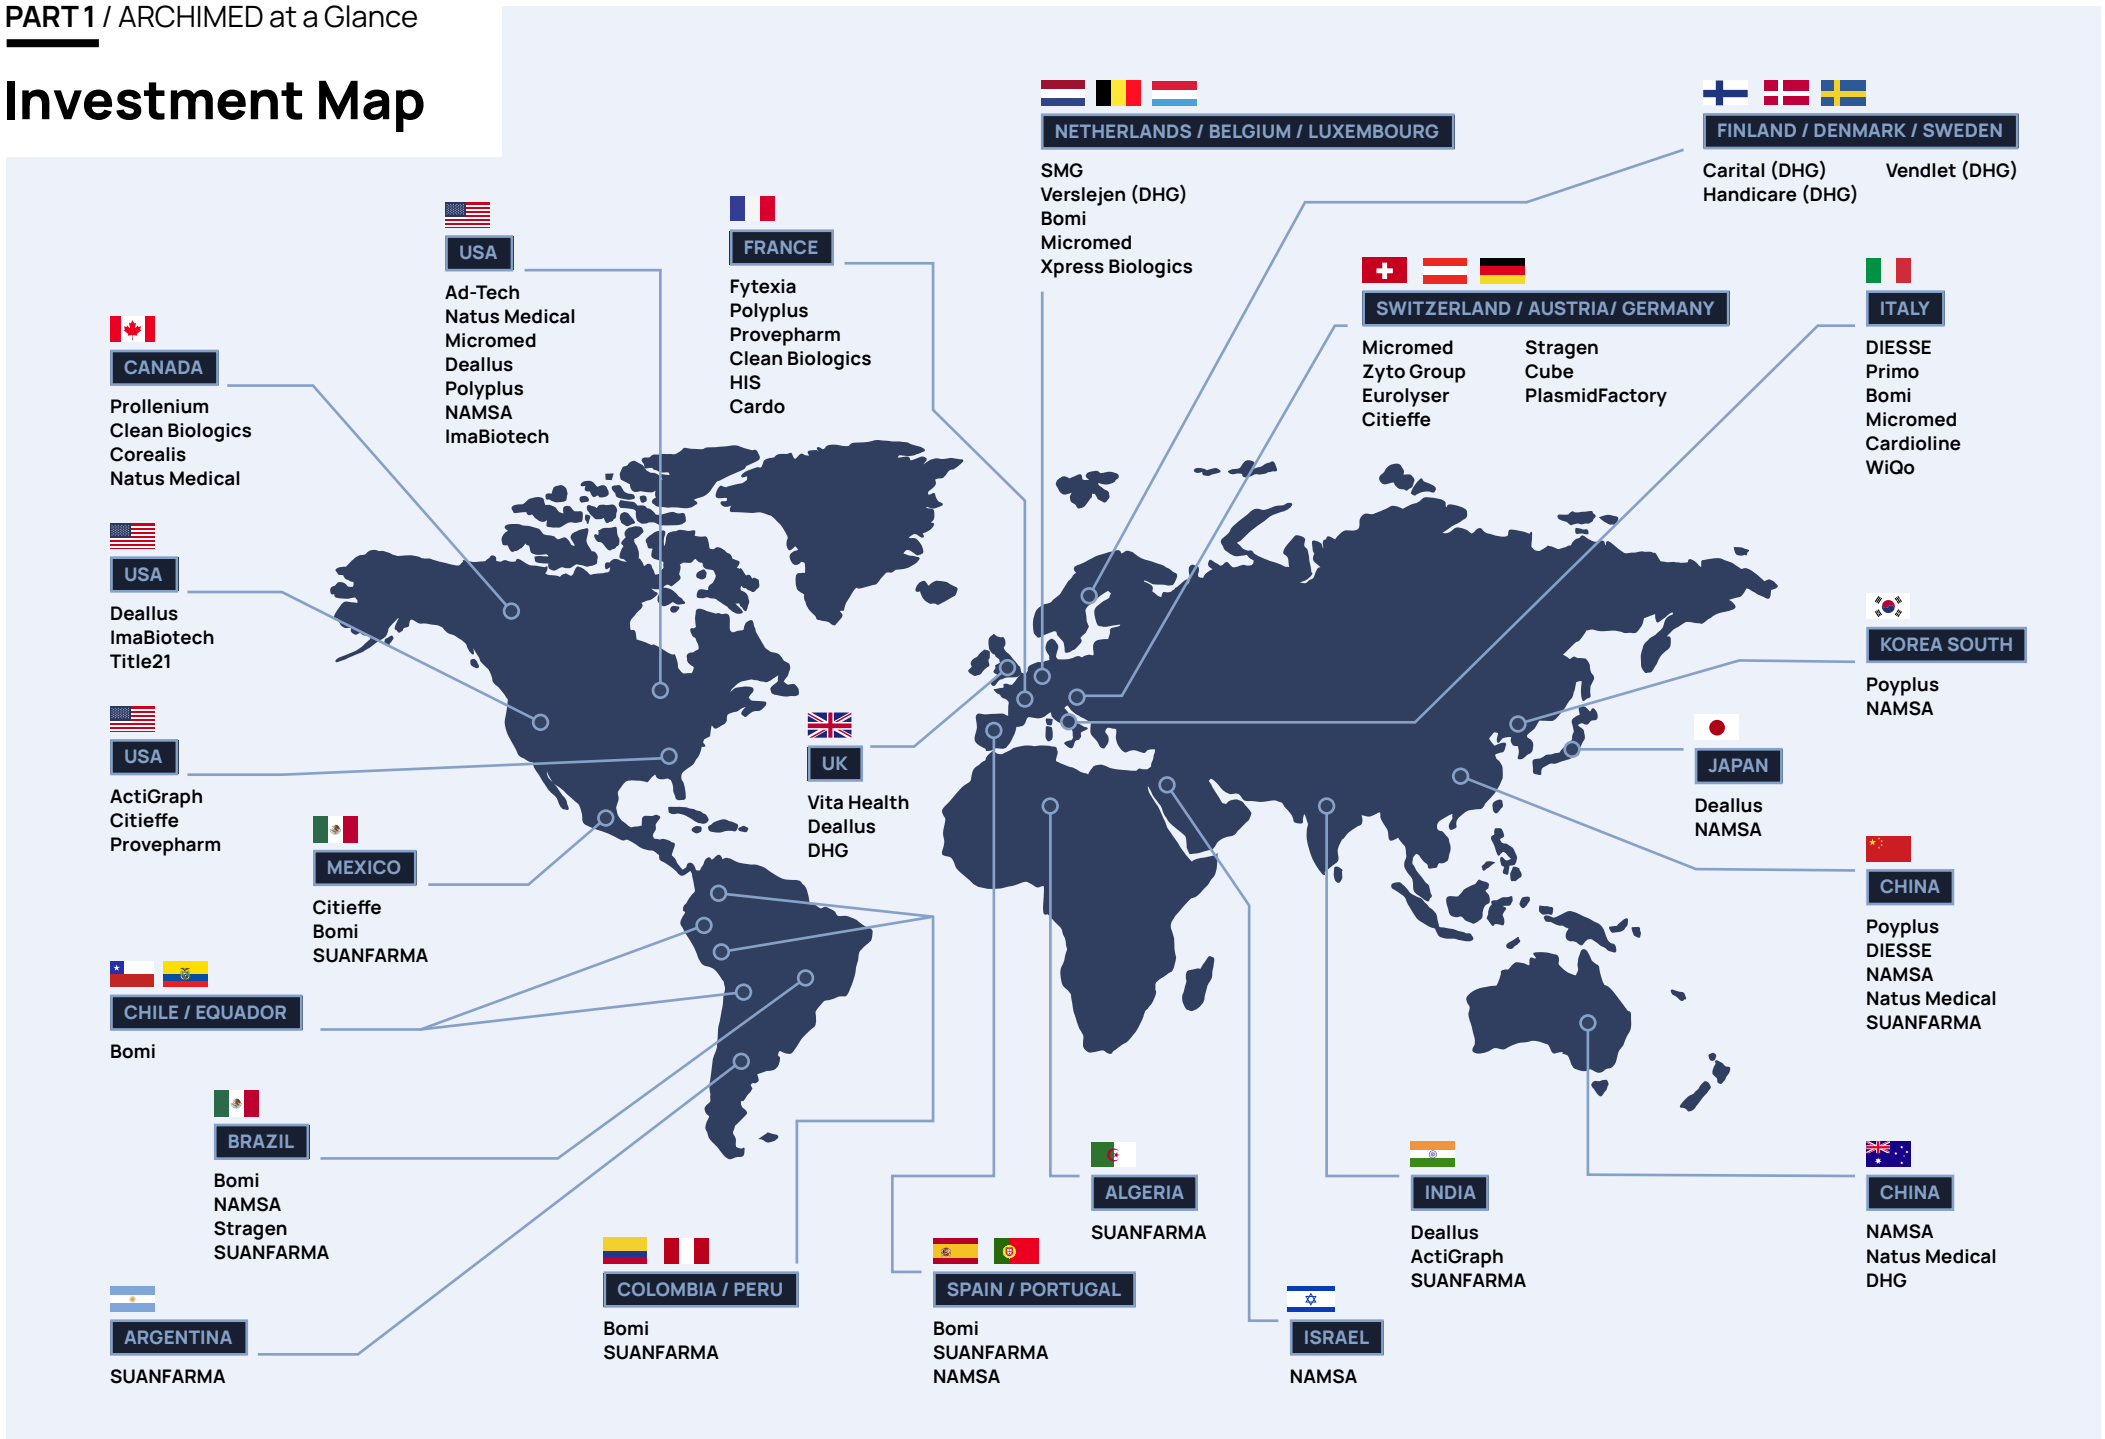 PART 1 / ARCHIMED at a Glance
Investment Map
NETHERLANDS / BELGIUM / LUXEMBOURG
SMG
Verslejen (DHG)
Bomi
Micromed
Xpress Biologics
FINLAND / DENMARK / SWEDEN
Carital (DHG)
Handicare (DHG)
Vendlet (DHG)
USA
Ad-Tech
Natus Medical
Micromed
Deallus
Polyplus
NAMSA
ImaBiotech
FRANCE
Fytexia
Polyplus
Provepharm
Clean Biologics
HIS
Cardo
SWITZERLAND / AUSTRIA/ GERMANY
Micromed
Zyto Group
Eurolyser
Citieffe
Stragen
Cube
PlasmidFactory
ITALY
DIESSE
Primo
Bomi
Micromed
Cardioline
WiQo
CANADA
Prollenium
Clean Biologics
Corealis
Natus Medical
USA
Deallus
ImaBiotech
Title21
KOREA SOUTH
Poyplus
NAMSA
USA
ActiGraph
Citieffe
Provepharm
UK
Vita Health
Deallus
DHG
JAPAN
Deallus
NAMSA
MEXICO
Citieffe
Bomi
SUANFARMA
CHINA
Poyplus
DIESSE
NAMSA
Natus Medical
SUANFARMA
CHILE / EQUADOR
Bomi
BRAZIL
Bomi
NAMSA
Stragen
SUANFARMA
ALGERIA
SUANFARMA
INDIA
Deallus
ActiGraph
SUANFARMA
CHINA
NAMSA
Natus Medical
DHG
COLOMBIA / PERU
Bomi
SUANFARMA
SPAIN / PORTUGAL
Bomi
SUANFARMA
NAMSA
ISRAEL
NAMSA
ARGENTINA
SUANFARMA